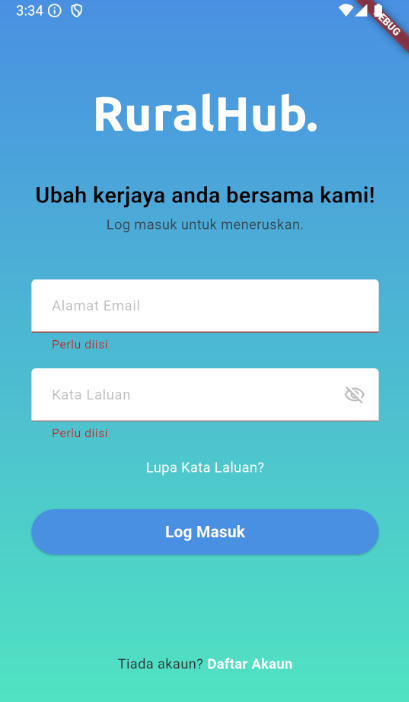 3:34
DEBUG
RuralHub.
Ubah kerjaya anda bersama kami!
Log masuk untuk meneruskan.
Alamat Email
Perlu diisi
Kata Laluan
Perlu diisi
Lupa Kata Laluan?
Log Masuk
Tiada akaun? Daftar Akaun